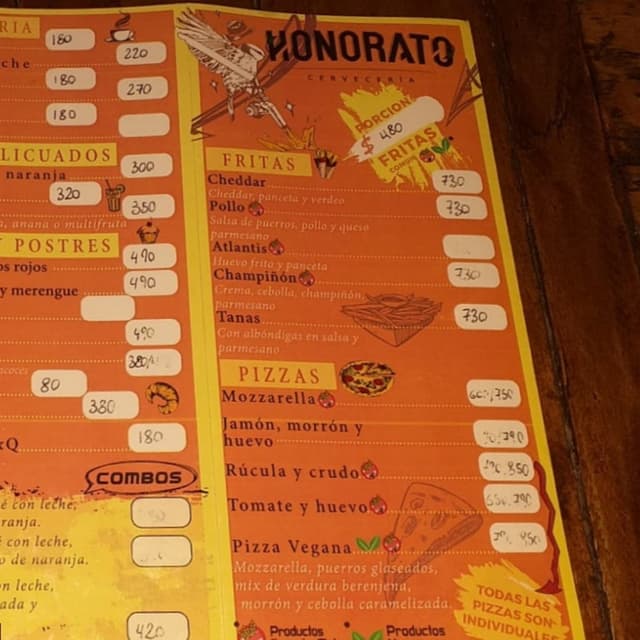 RIA
180
220
che
180
270
180
LICUADOS
300
naranja
320
350
a, anana o multifruta
Y POSTRES
os rojos
470
y merengue
490
490
80
330
Q
180
COMBOS
é con leche,
ranja.
é con leche,
o de naranja.
on leche,
ada y
420
HONORATO
CERVECERÍA
PORCION
$ 480
FRITAS
FRITAS
Cheddar 730
Cheddar, panceta y verdeo
Pollo 730
Salsa de puerros, pollo y queso
parmesano
Atlantis
Huevo frito y panceta
Champiñón 730
Crema, cebolla, champiñón,
parmesano
Tanas 730
Con albóndigas en salsa y
parmesano
PIZZAS
Mozzarella
Jamón, morrón y
huevo
Rúcula y crudo
Tomate y huevo
Pizza Vegana
Mozzarella, puerros glaseados,
mix de verdura berenjena,
morrón y cebolla caramelizada.
TODAS LAS
PIZZAS SON
INDIVIDUALES
Productos
Productos